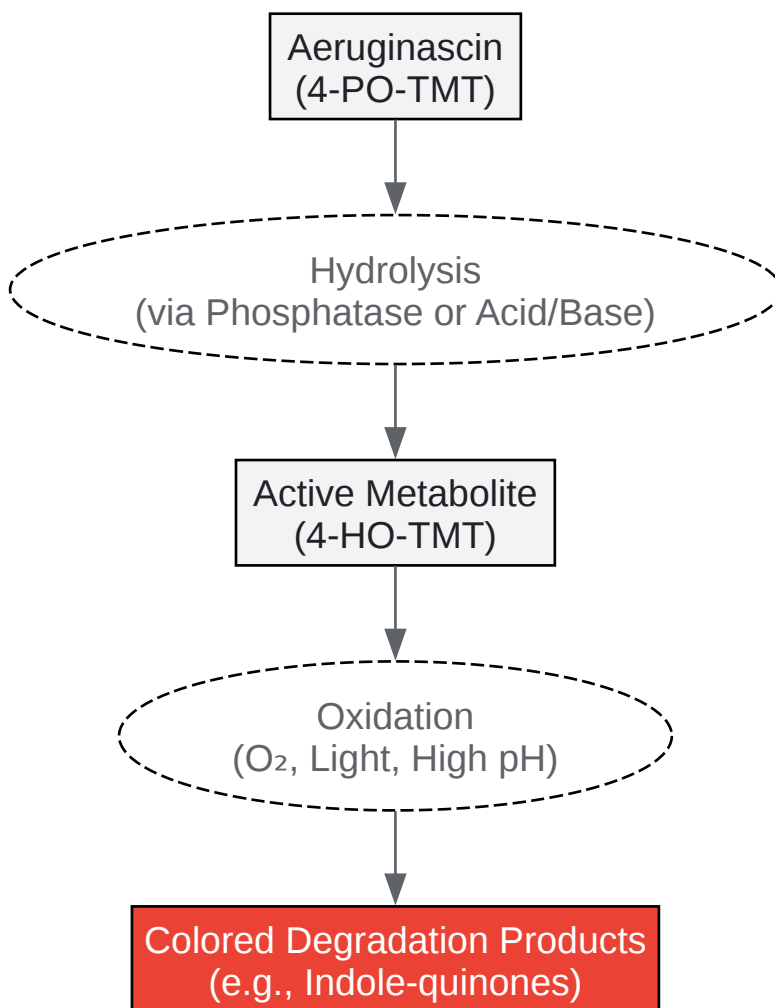 Aeruginascin
(4-PO-TMT)
Hydrolysis
(via Phosphatase or Acid/Base)
Active Metabolite
(4-HO-TMT)
Oxidation
(O₂, Light, High pH)
Colored Degradation Products
(e.g., Indole-quinones)